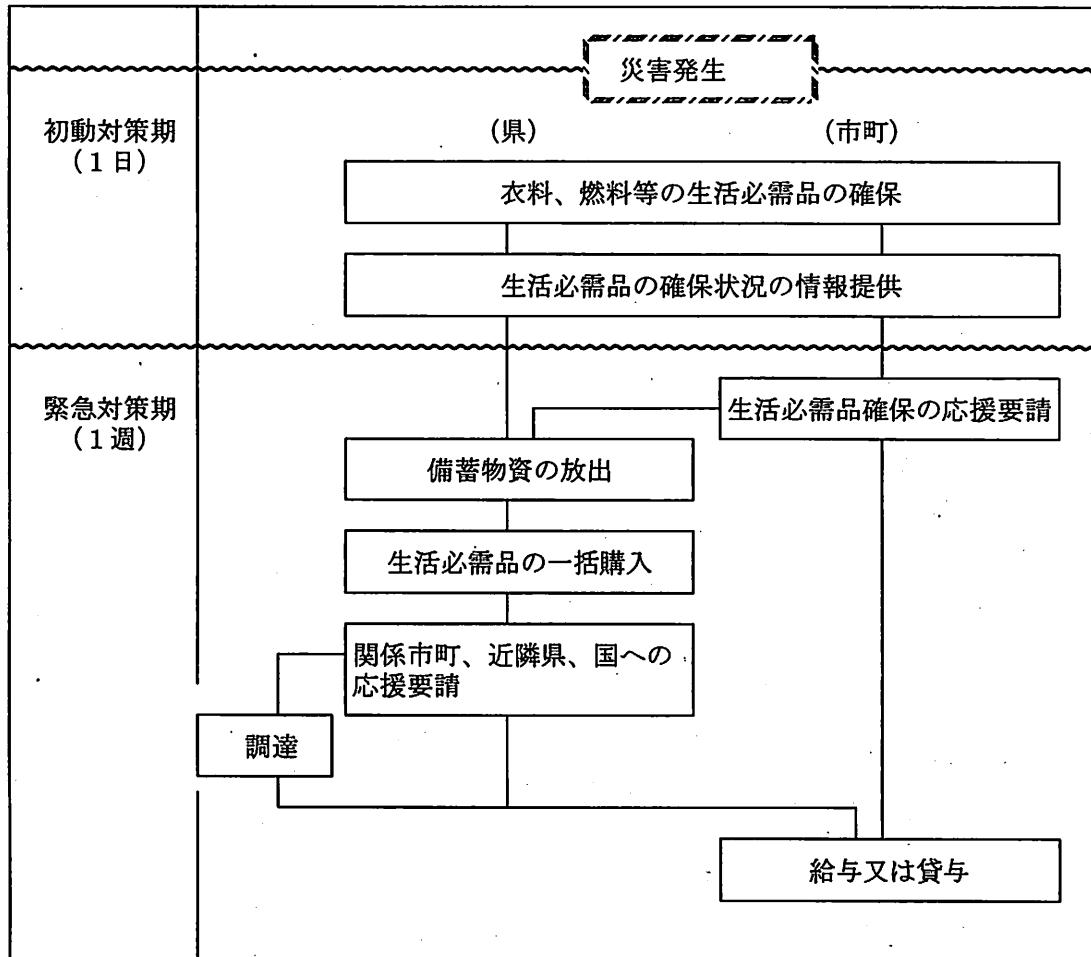 災害発生
初動対策期
(1日)
(県)
(市町)
衣料、燃料等の生活必需品の確保
生活必需品の確保状況の情報提供
緊急対策期
(1週)
生活必需品確保の応援要請
備蓄物資の放出
生活必需品の一括購入
関係市町、近隣県、国への
応援要請
調達
給与又は貸与